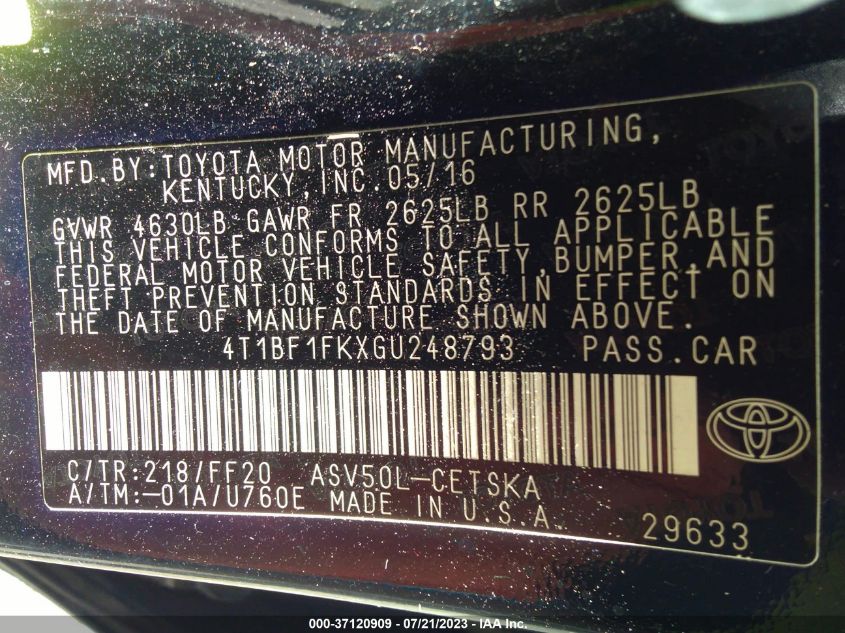 MFD.BY:TOYOTA MOTOR MANUFACTURING,
KENTUCKY,INC.05/16
GVWR 4630LB GAWR FR 2625LB RR 2625LB
THIS VEHICLE CONFORMS TO ALL APPLICABLE
FEDERAL MOTOR VEHICLE SAFETY,BUMPER,AND
THEFT PREVENTION STANDARDS IN EFFECT ON
THE DATE OF MANUFACTURE SHOWN ABOVE.
4T1BF1FKXGU248793 PASS.CAR
C/TR:218/FF20 ASV50L-CETSKA
A/TM:-01A/U760E MADE IN U.S.A.
29633
000-37120909 - 07/21/2023 - IAA Inc.